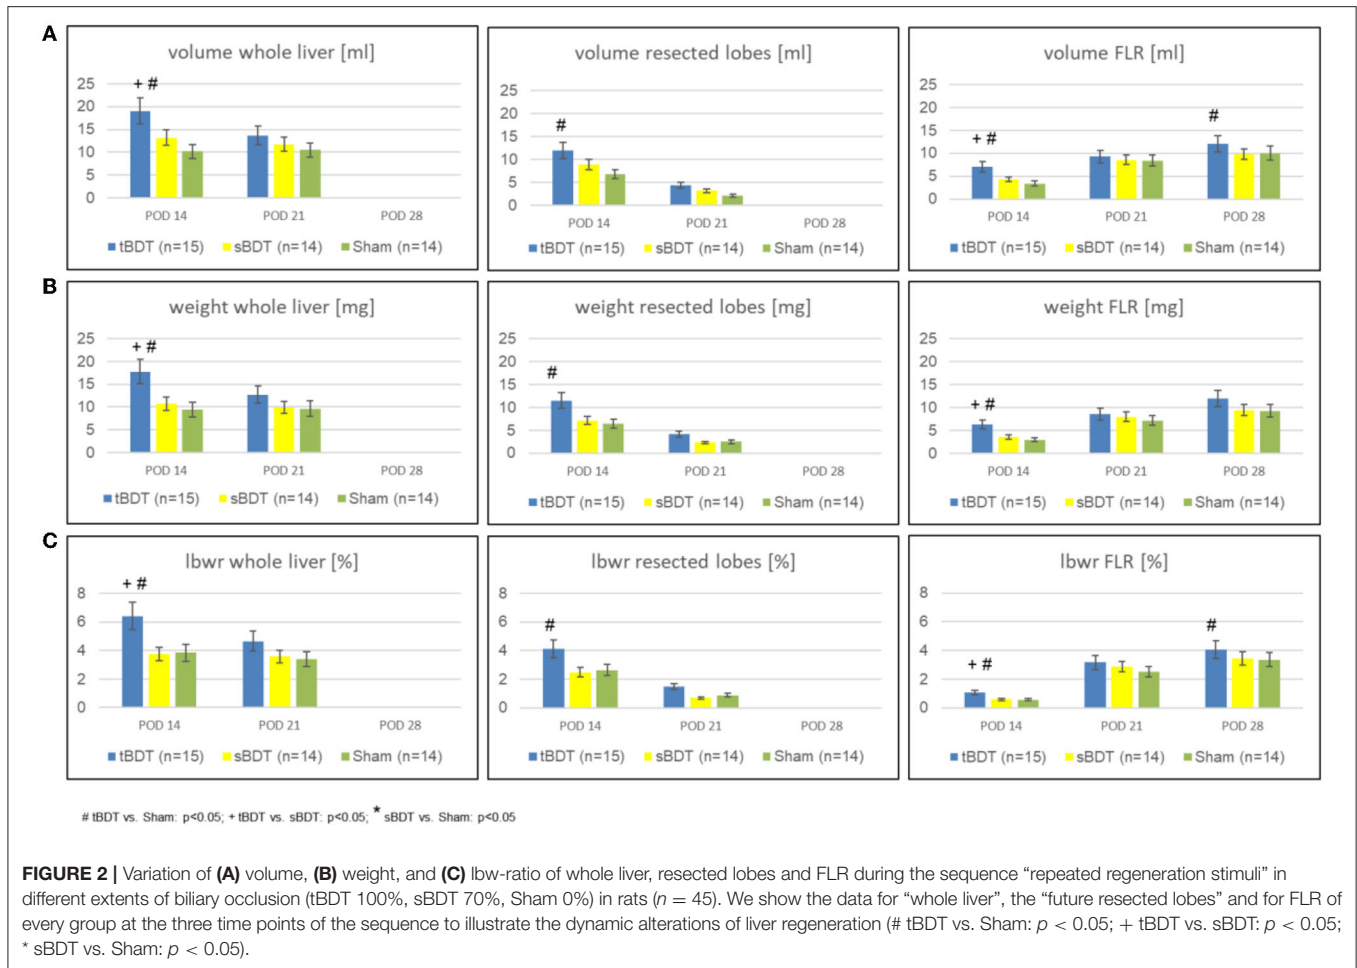 A
volume whole liver [ml]
25
20
15
10
5
0
+ #
POD 14
POD 21
POD 28
tBDT (n=15)
sBDT (n=14)
Sham (n=14)
volume resected lobes [ml]
25
20
15
10
5
0
#
POD 14
POD 21
POD 28
tBDT (n=15)
sBDT (n=14)
Sham (n=14)
volume FLR [ml]
25
20
15
10
5
0
+ #
#
POD 14
POD 21
POD 28
tBDT (n=15)
sBDT (n=14)
Sham (n=14)
B
weight whole liver [mg]
25
20
15
10
5
0
+ #
POD 14
POD 21
POD 28
tBDT (n=15)
sBDT (n=14)
Sham (n=14)
weight resected lobes [mg]
25
20
15
10
5
0
#
POD 14
POD 21
POD 28
tBDT (n=15)
sBDT (n=14)
Sham (n=14)
weight FLR [mg]
25
20
15
10
5
0
+ #
POD 14
POD 21
POD 28
tBDT (n=15)
sBDT (n=14)
Sham (n=14)
C
lbwr whole liver [%]
8
6
4
2
0
+ #
POD 14
POD 21
POD 28
tBDT (n=15)
sBDT (n=14)
Sham (n=14)
lbwr resected lobes [%]
8
6
4
2
0
#
POD 14
POD 21
POD 28
tBDT (n=15)
sBDT (n=14)
Sham (n=14)
lbwr FLR [%]
8
6
4
2
0
+ #
#
POD 14
POD 21
POD 28
tBDT (n=15)
sBDT (n=14)
Sham (n=14)
# tBDT vs. Sham: p<0.05; + tBDT vs. sBDT: p<0.05; * sBDT vs. Sham: p<0.05
FIGURE 2 | Variation of (A) volume, (B) weight, and (C) lbw-ratio of whole liver, resected lobes and FLR during the sequence “repeated regeneration stimuli” in
different extents of biliary occlusion (tBDT 100%, sBDT 70%, Sham 0%) in rats (n = 45). We show the data for “whole liver”, the “future resected lobes” and for FLR of
every group at the three time points of the sequence to illustrate the dynamic alterations of liver regeneration (# tBDT vs. Sham: p < 0.05; + tBDT vs. sBDT: p < 0.05;
* sBDT vs. Sham: p < 0.05).